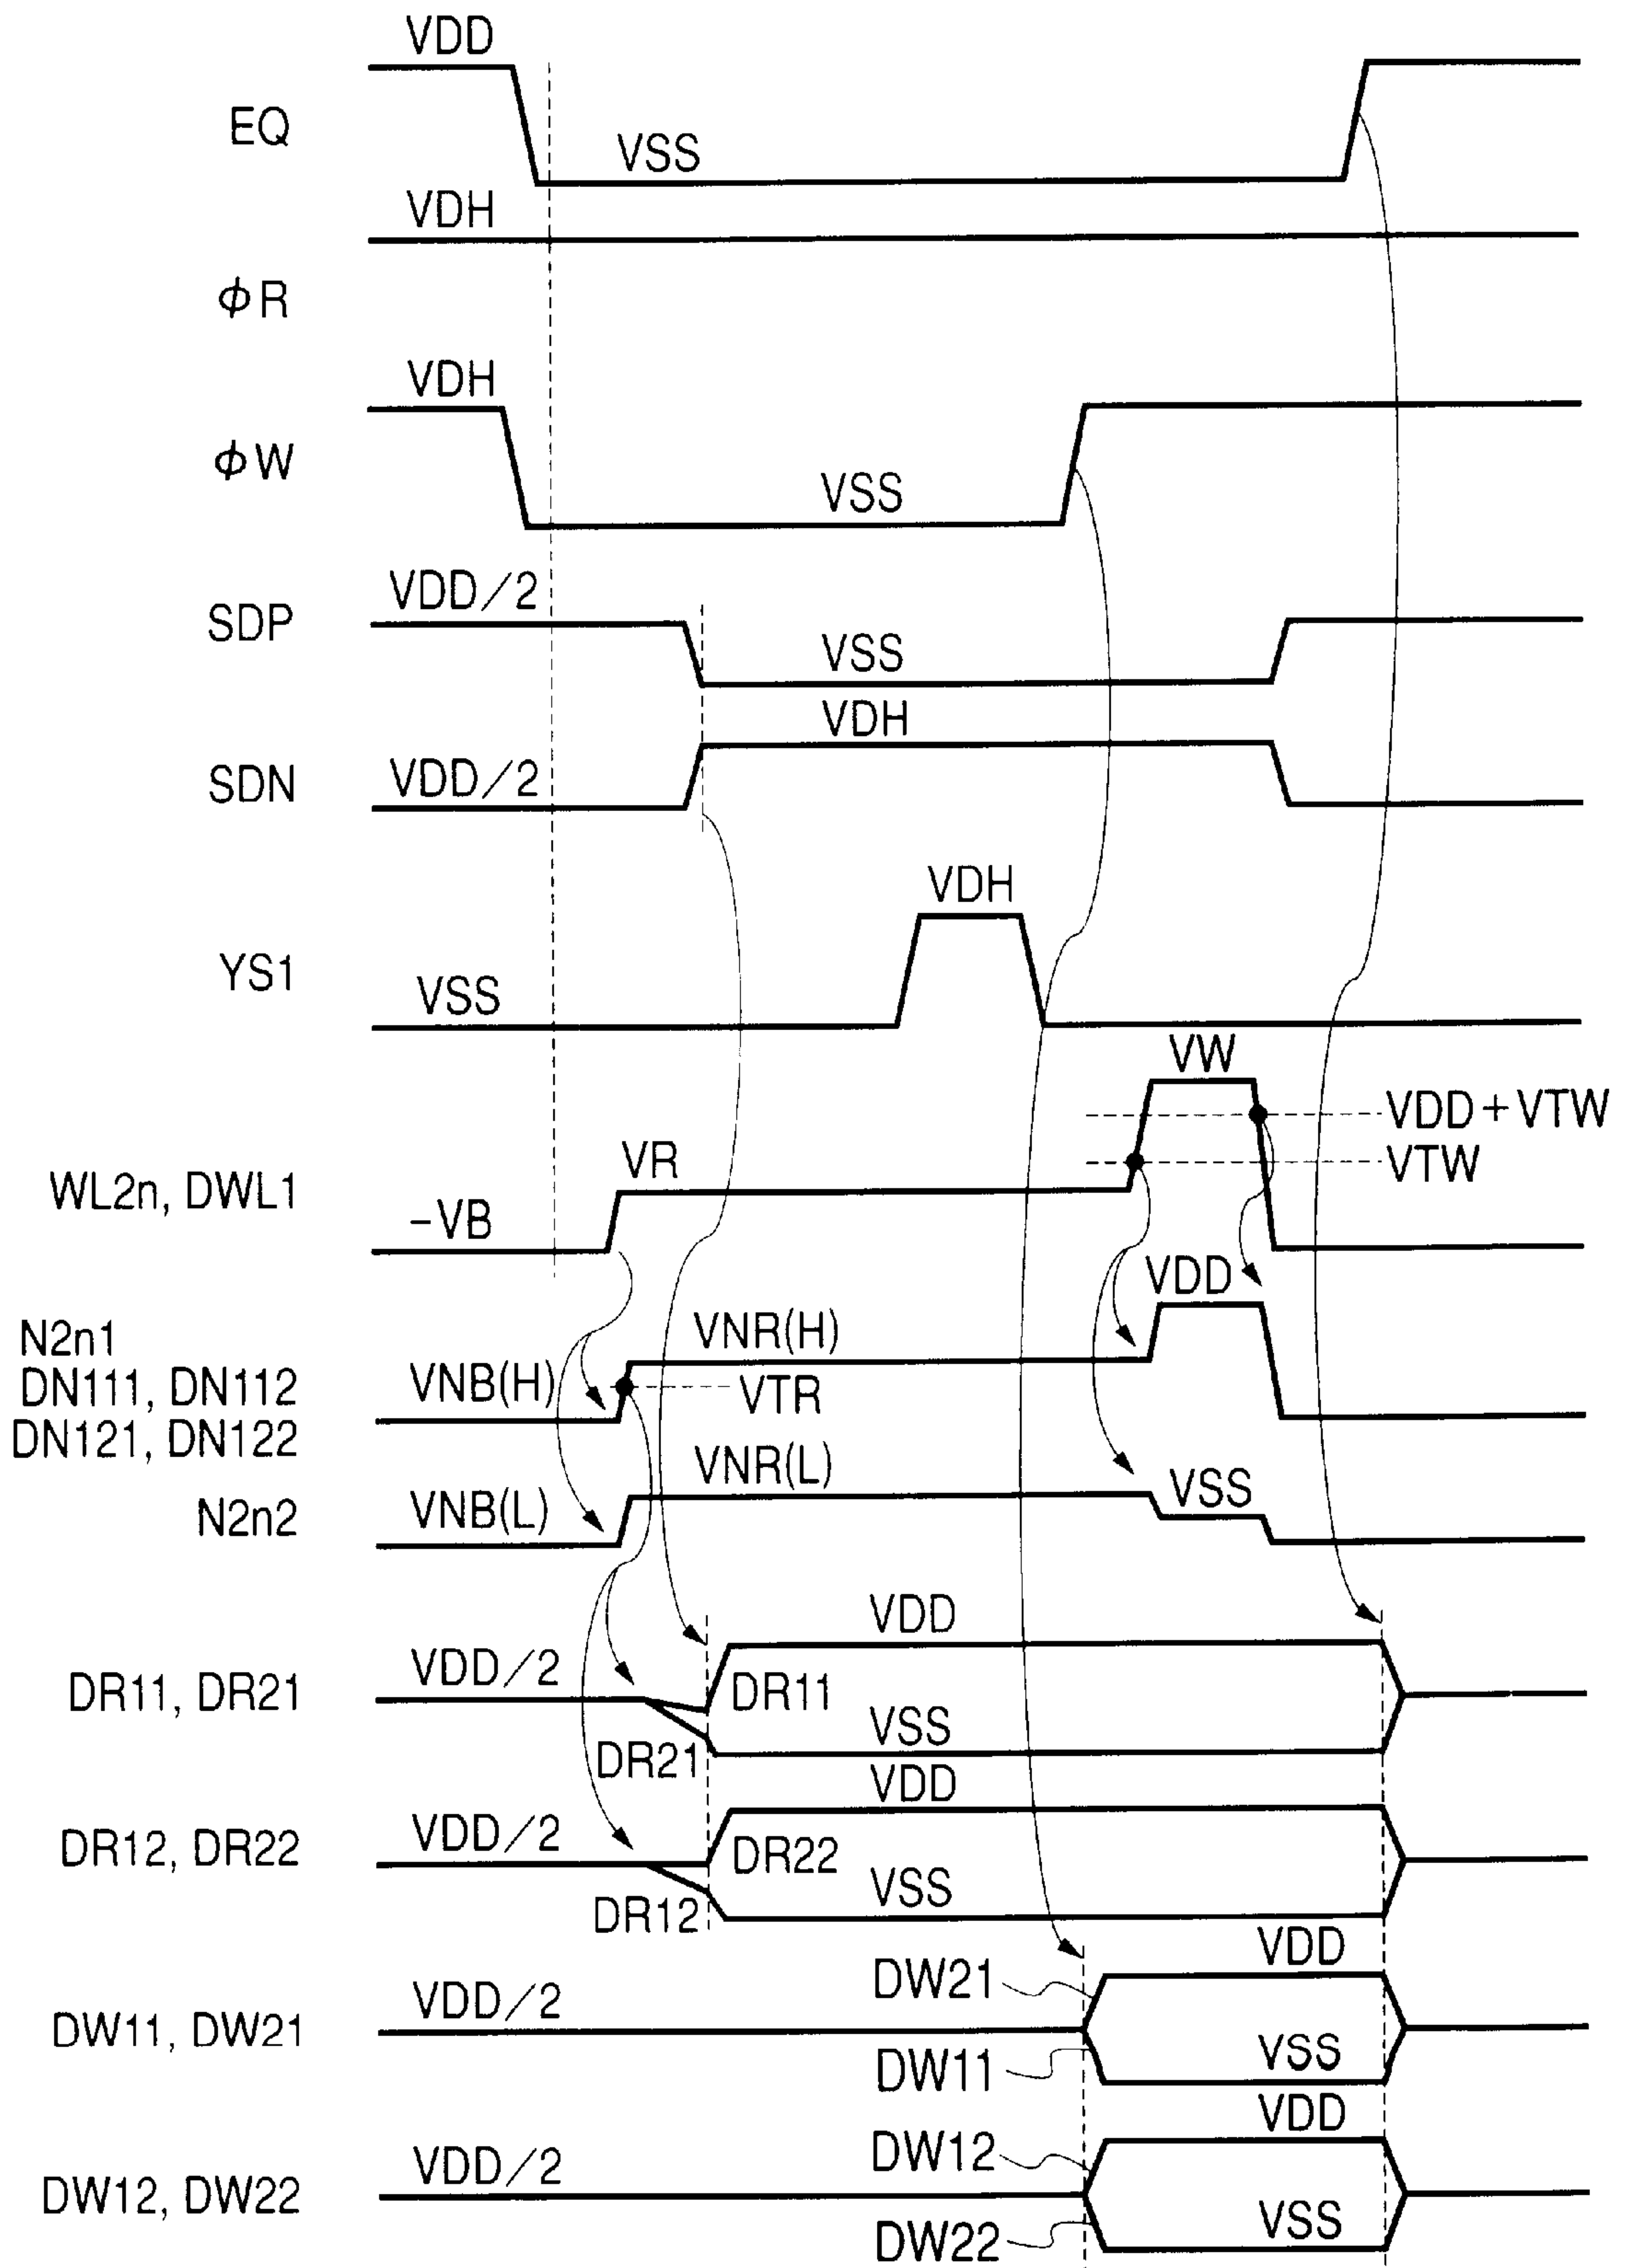 VDD
EQ
VSS
VDH
ΦR
VDH
ΦW
VSS
VDD/2
SDP
VSS
VDH
SDN
VDD/2
VDH
YS1
VSS
VW
VDD+VTW
VR
VTW
WL2n, DWL1
-VB
VDD
N2n1
VNR(H)
DN111, DN112
VNB(H)
VTR
DN121, DN122
VNR(L)
VSS
N2n2
VNB(L)
VDD
VDD/2
DR11, DR21
DR11
VSS
DR21
VDD
VDD/2
DR12, DR22
DR22
VSS
DR12
VDD
DW21
VDD/2
DW11, DW21
VSS
DW11
VDD
DW12
VDD/2
DW12, DW22
VSS
DW22